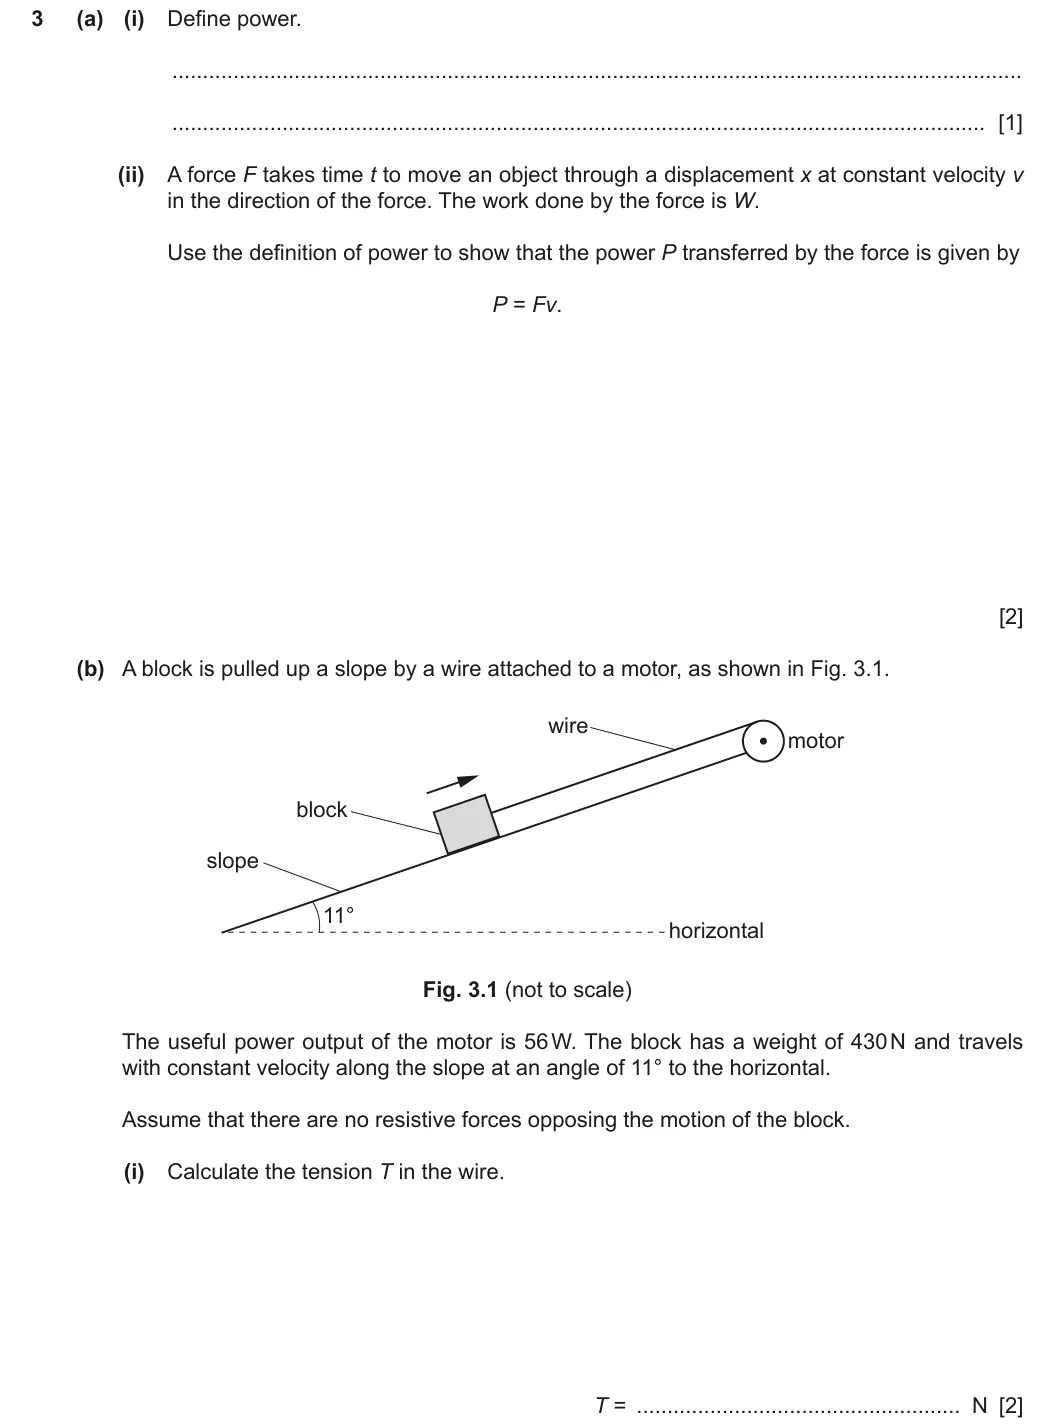 3 (a) (i) Define power.
..........................................................................................................................................
.................................................................................................................................... [1]
(ii) A force F takes time t to move an object through a displacement x at constant velocity v
in the direction of the force. The work done by the force is W.
Use the definition of power to show that the power P transferred by the force is given by
P = Fv.
[2]
(b) A block is pulled up a slope by a wire attached to a motor, as shown in Fig. 3.1.
wire
motor
block
slope
11°
horizontal
Fig. 3.1 (not to scale)
The useful power output of the motor is 56 W. The block has a weight of 430 N and travels
with constant velocity along the slope at an angle of 11° to the horizontal.
Assume that there are no resistive forces opposing the motion of the block.
(i) Calculate the tension T in the wire.
T = ..................................................... N [2]